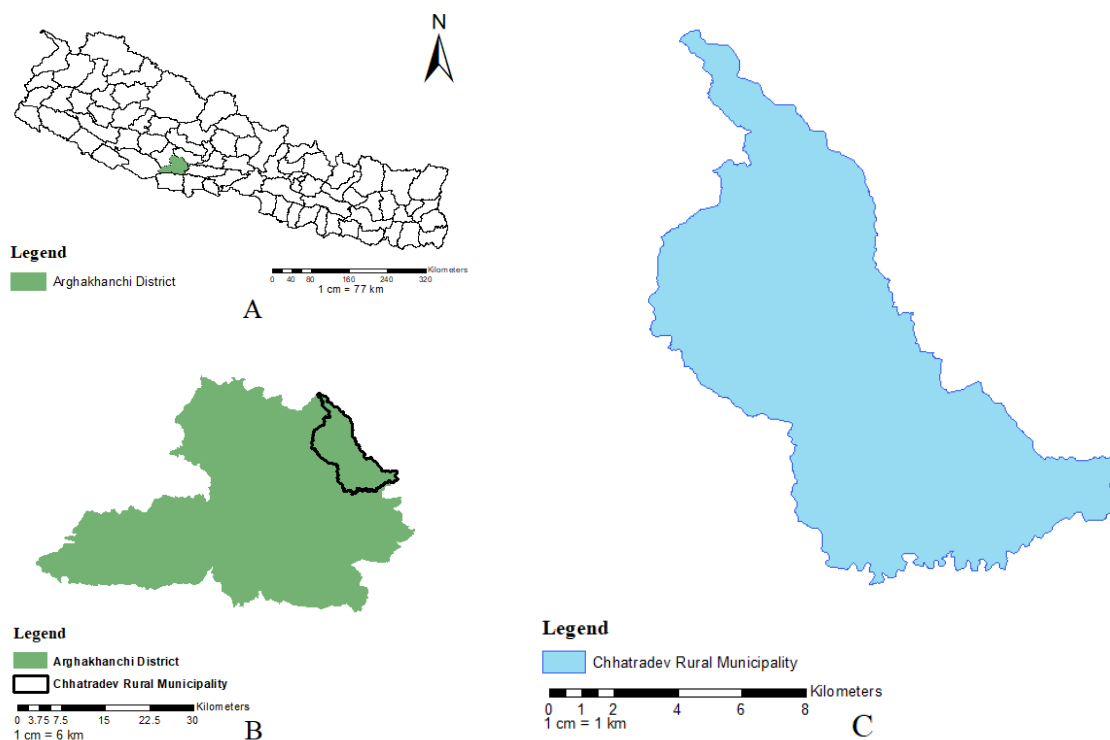 N
Legend
Arghakhanchi District
Kilometers
0 40 80 160 240 320
1 cm = 77 km
A
Legend
Arghakhanchi District
Chhatradev Rural Municipality
Kilometers
0 3.75 7.5 15 22.5 30
1 cm = 6 km
B
Legend
Chhatradev Rural Municipality
Kilometers
0 1 2 4 6 8
1 cm = 1 km
C